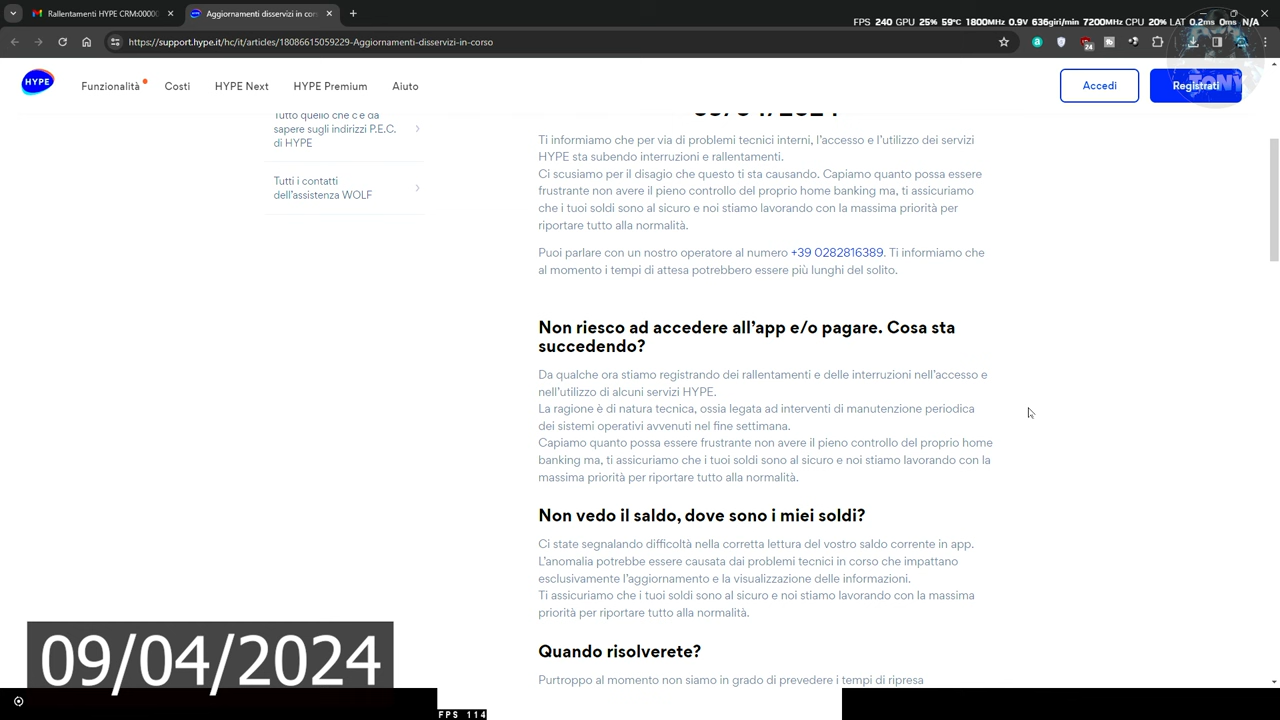 Rallentamenti HYPE CRM:00000
Aggiornamenti disservizi in cors
FPS 240 GPU 25% 59°C 1800MHz 0.9V 636giri/min 7200MHz CPU 20% LAT 0.2ms 0ms N/A
https://support.hype.it/hc/it/articles/18086615059229-Aggiornamenti-disservizi-in-corso
24
HYPE
Funzionalità
Costi
HYPE Next
HYPE Premium
Aiuto
Accedi
Registrati
TONY
Tutto quello che c'è da
sapere sugli indirizzi P.E.C.
di HYPE
Tutti i contatti
dell'assistenza WOLF
Ti informiamo che per via di problemi tecnici interni, l'accesso e l'utilizzo dei servizi
HYPE sta subendo interruzioni e rallentamenti.
Ci scusiamo per il disagio che questo ti sta causando. Capiamo quanto possa essere
frustrante non avere il pieno controllo del proprio home banking ma, ti assicuriamo
che i tuoi soldi sono al sicuro e noi stiamo lavorando con la massima priorità per
riportare tutto alla normalità.
Puoi parlare con un nostro operatore al numero +39 0282816389. Ti informiamo che
al momento i tempi di attesa potrebbero essere più lunghi del solito.
Non riesco ad accedere all'app e/o pagare. Cosa sta
succedendo?
Da qualche ora stiamo registrando dei rallentamenti e delle interruzioni nell'accesso e
nell'utilizzo di alcuni servizi HYPE.
La ragione è di natura tecnica, ossia legata ad interventi di manutenzione periodica
dei sistemi operativi avvenuti nel fine settimana.
Capiamo quanto possa essere frustrante non avere il pieno controllo del proprio home
banking ma, ti assicuriamo che i tuoi soldi sono al sicuro e noi stiamo lavorando con la
massima priorità per riportare tutto alla normalità.
Non vedo il saldo, dove sono i miei soldi?
Ci state segnalando difficoltà nella corretta lettura del vostro saldo corrente in app.
L'anomalia potrebbe essere causata dai problemi tecnici in corso che impattano
esclusivamente l'aggiornamento e la visualizzazione delle informazioni.
Ti assicuriamo che i tuoi soldi sono al sicuro e noi stiamo lavorando con la massima
priorità per riportare tutto alla normalità.
Quando risolverete?
Purtroppo al momento non siamo in grado di prevedere i tempi di ripresa
09/04/2024
FPS 114